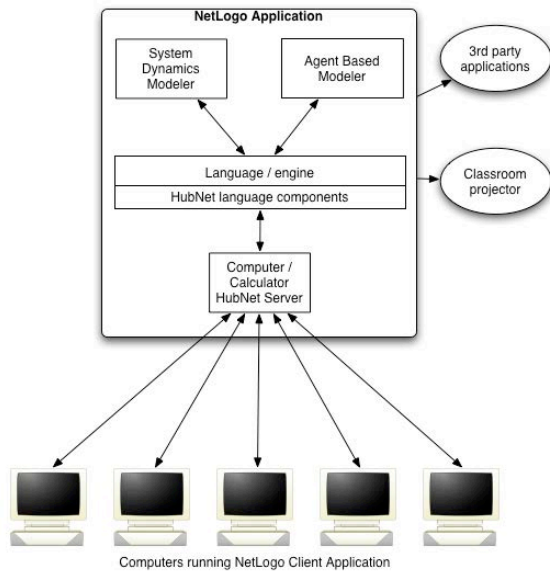 NetLogo Application
System
Dynamics
Modeler
Agent Based
Modeler
3rd party
applications
Language / engine
HubNet language components
Classroom
projector
Computer /
Calculator
HubNet Server
Computers running NetLogo Client Application